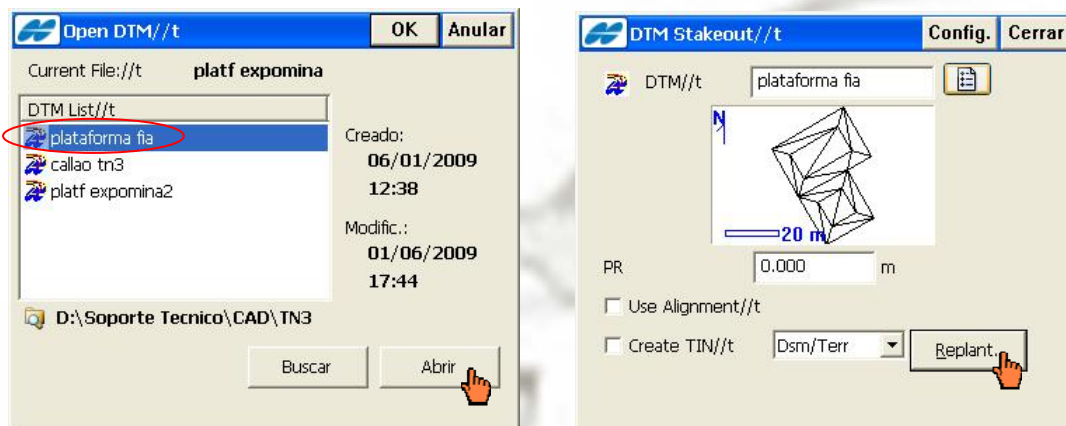 Open DTM//t OK Anular
Current File://t platf expomina
DTM List//t
plataforma fia
callao tn3
platf expomina2
Creado:
06/01/2009
12:38
Modific.:
01/06/2009
17:44
D:\Soporte Tecnico\CAD\TN3
Buscar Abrir
DTM Stakeout//t Config. Cerrar
DTM//t plataforma fia
N
20 m
PR 0.000 m
Use Alignment//t
Create TIN//t Dsm/Terr Replant.